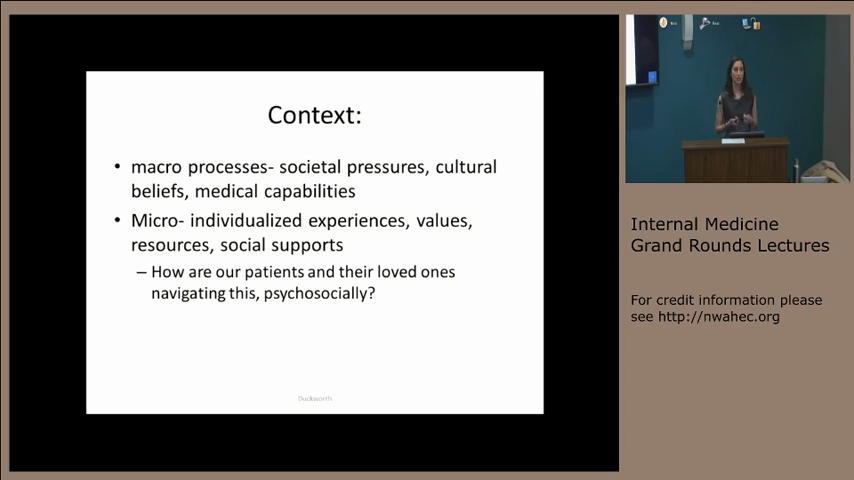 Context:
• macro processes- societal pressures, cultural
beliefs, medical capabilities
• Micro- individualized experiences, values,
resources, social supports
– How are our patients and their loved ones
navigating this, psychosocially?
Duckworth
Internal Medicine
Grand Rounds Lectures
For credit information please
see http://nwahec.org